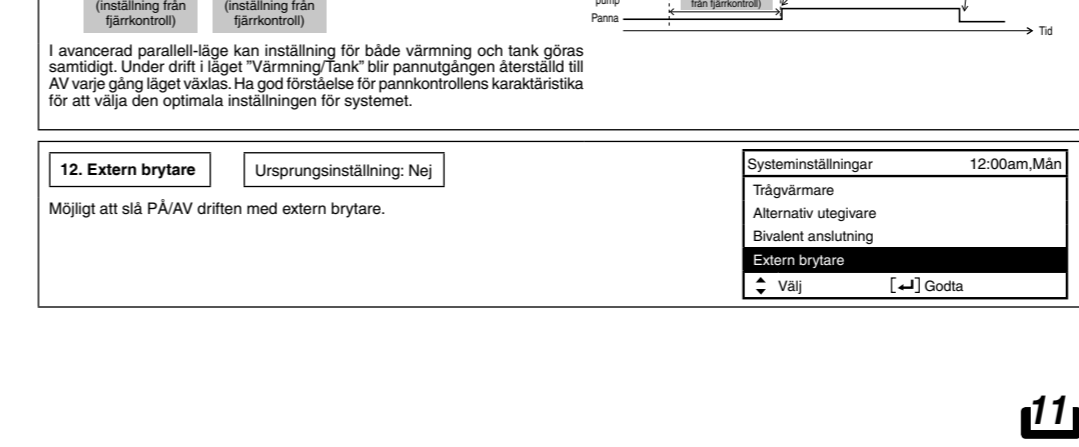 (inställning från
fjärrkontroll)
(inställning från
fjärrkontroll)
pump
från fjärrkontroll)
Panna
Tid
I avancerad parallell-läge kan inställning för både värmning och tank göras
samtidigt. Under drift i läget ”Värmning/Tank” blir pannutgången återställd till
AV varje gång läget växlas. Ha god förståelse för pannkontrollens karaktäristika
för att välja den optimala inställningen för systemet.
12. Extern brytare
Ursprungsinställning: Nej
Möjligt att slå PÅ/AV driften med extern brytare.
Systeminställningar 12:00am,Mån
Trågvärmare
Alternativ utegivare
Bivalent anslutning
Extern brytare
Välj [↵] Godta
11